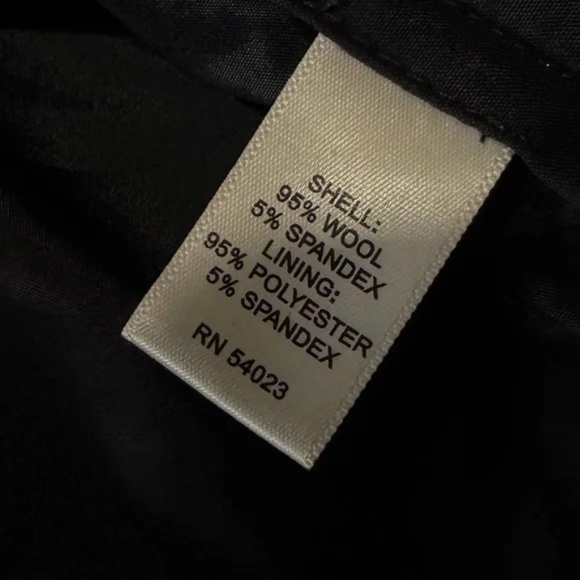 SHELL:
95% WOOL
5% SPANDEX
LINING:
95% POLYESTER
5% SPANDEX
RN 54023